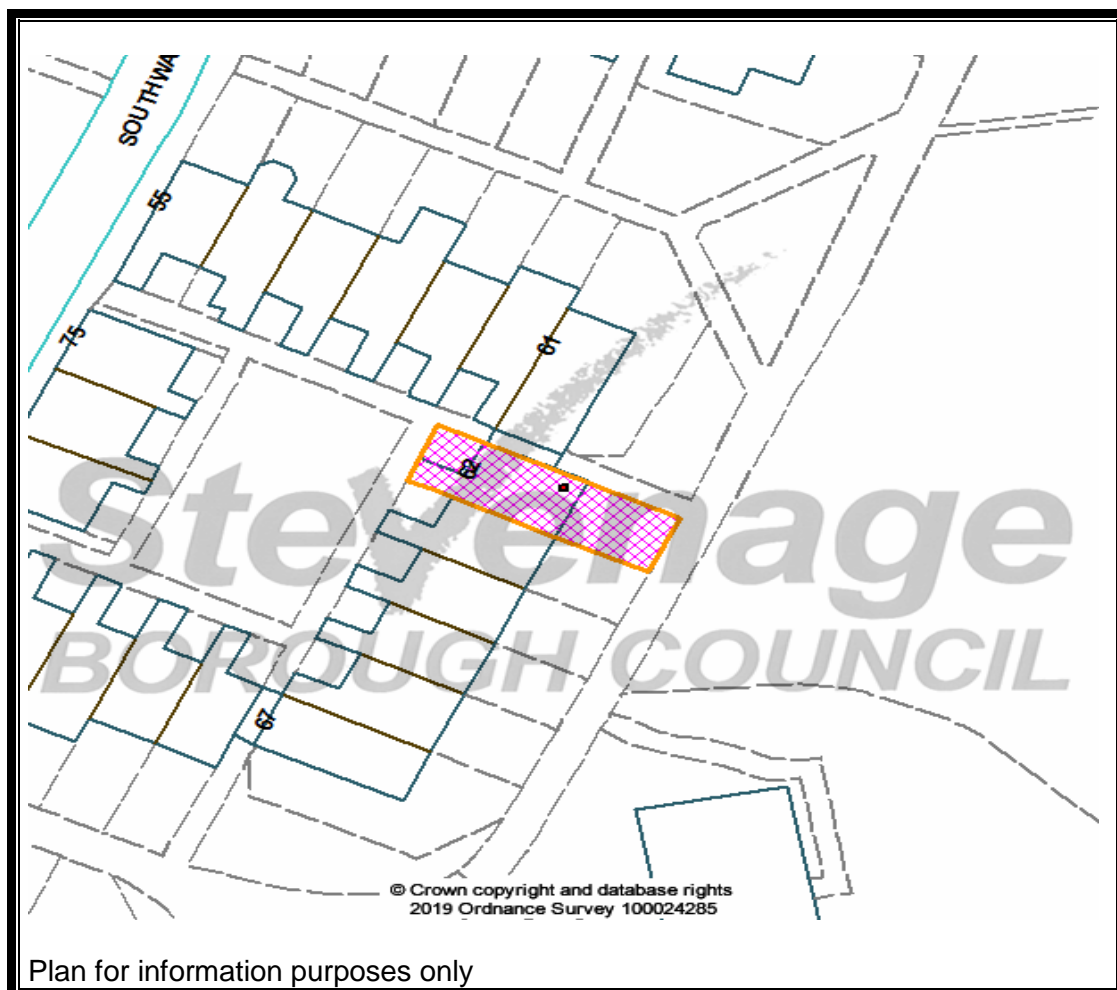 SOUTHWA
55
75
61
62
Stevenage
BOROUGH COUNCIL
67
© Crown copyright and database rights
2019 Ordnance Survey 100024285
Plan for information purposes only